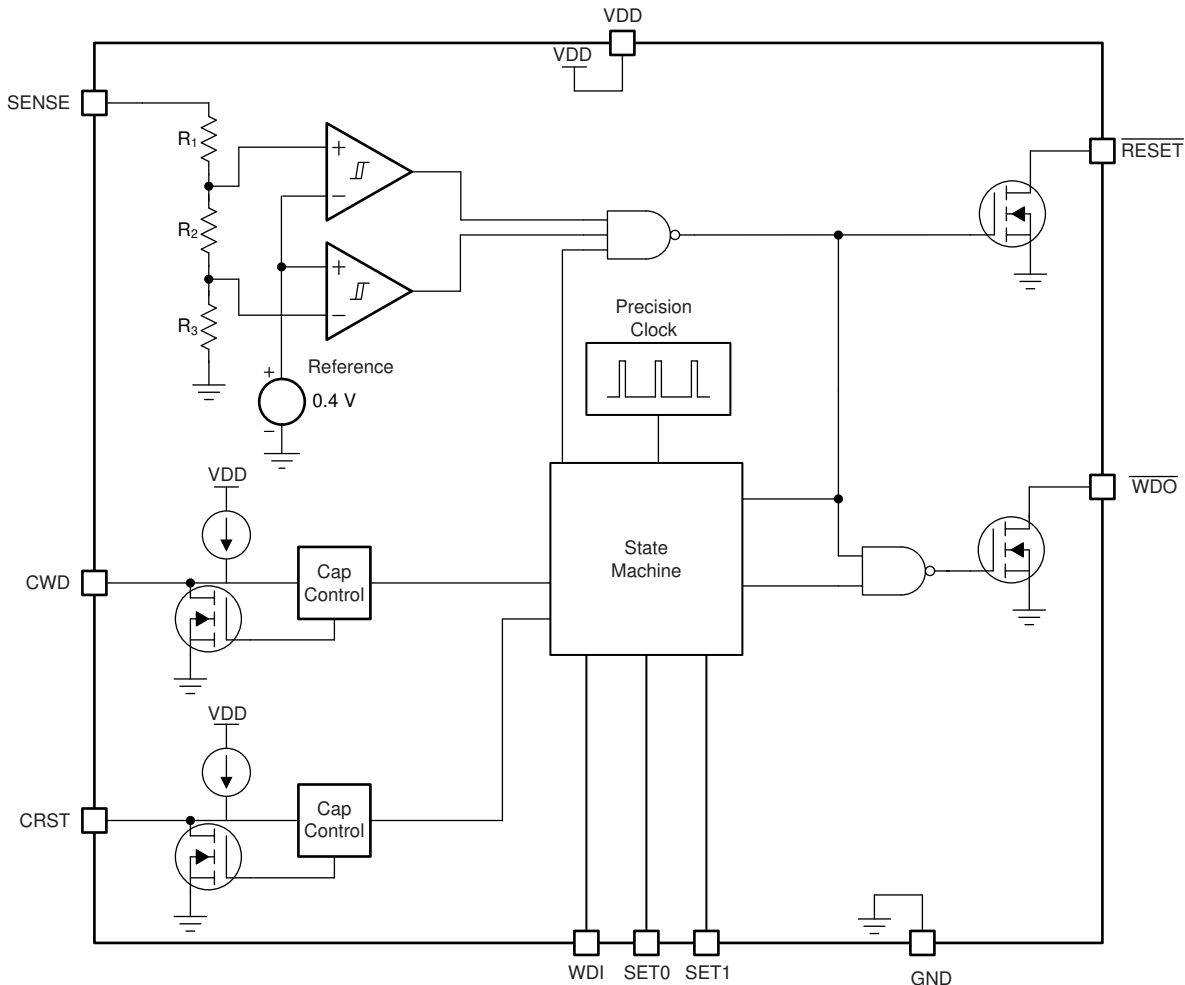 VDD
VDD
SENSE
R1
+
−
RESET
R2
+
−
R3
Precision
Clock
+
Reference
0.4 V
−
VDD
WDO
CWD
Cap
Control
State
Machine
VDD
CRST
Cap
Control
WDI
SET0
SET1
GND